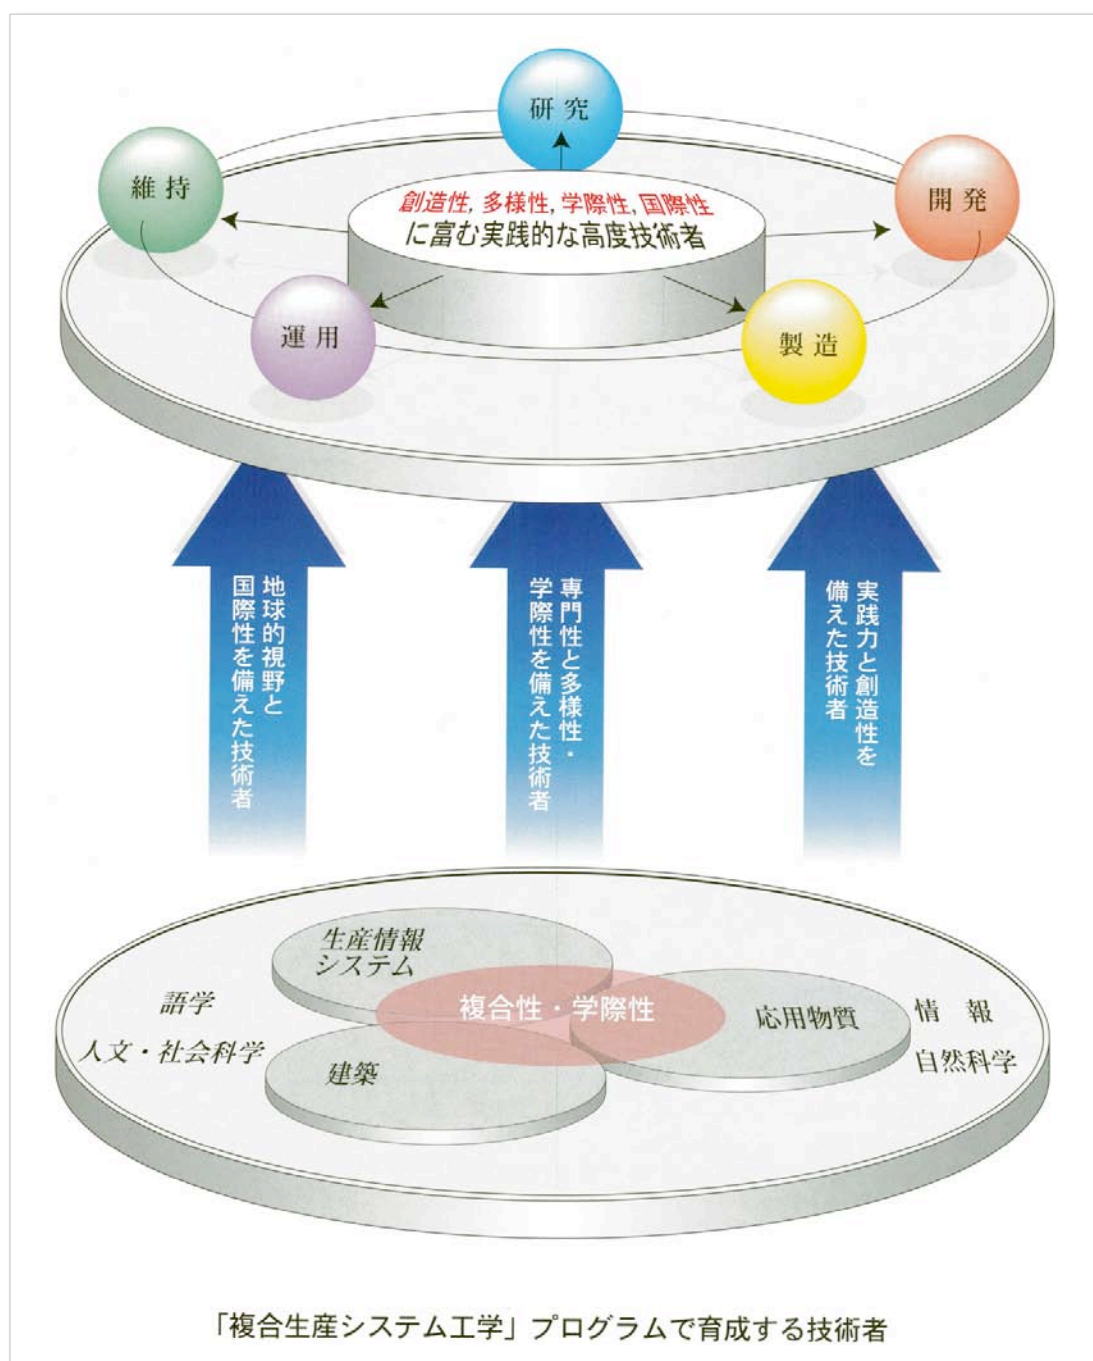 研究
維持
開発
創造性, 多様性, 学際性, 国際性
に富む実践的な高度技術者
運用
製造
地球的視野と
国際性を備えた技術者
専門性と多様性・
学際性を備えた技術者
実践力と創造性を
備えた技術者
生産情報
システム
複合性・学際性
語学
人文・社会科学
建築
応用物質
情　報
自然科学
「複合生産システム工学」プログラムで育成する技術者